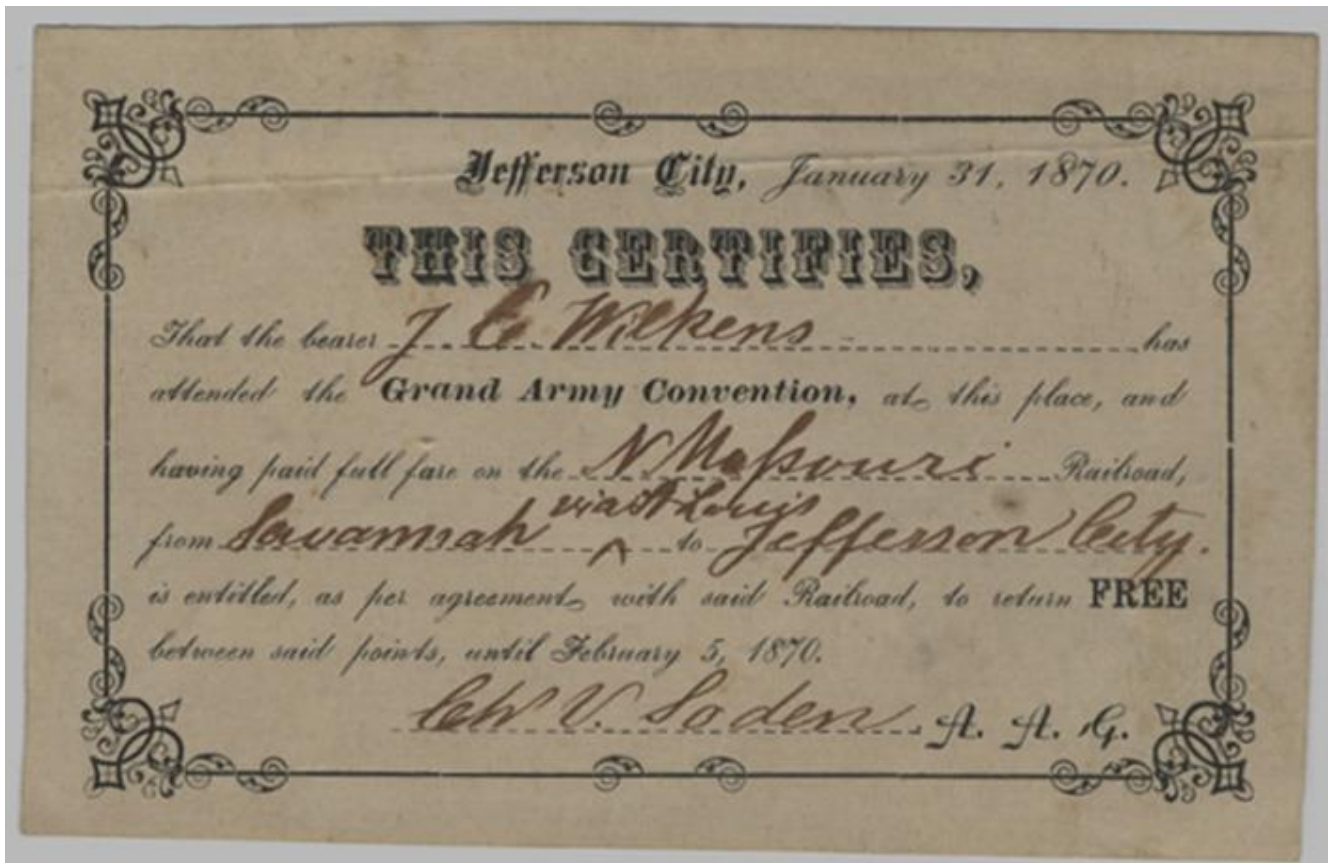 Jefferson City, January 31, 1870.
THIS CERTIFIES,
That the bearer J. C. Wilkens has
attended the Grand Army Convention, at this place, and
having paid full fare on the N Missouri Railroad,
via St Louis
from Savannah ^ to Jefferson City.
is entitled, as per agreement with said Railroad, to return FREE
between said points, until February 5, 1870.
V. Soden A. A. G.